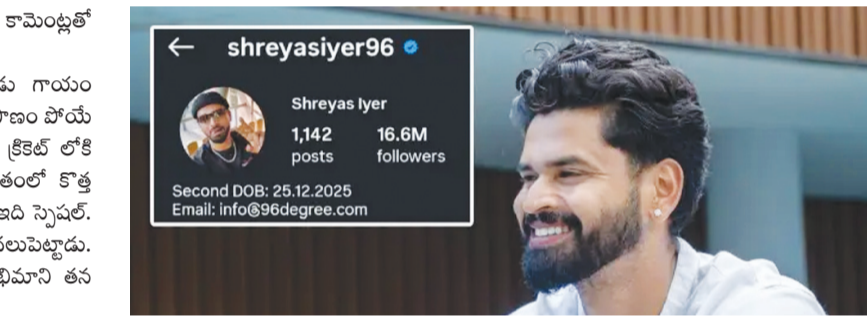 కామెంట్లతో
గాయం
పోయే
క్రికెట్ లోకి
కొత్త
ఇది స్పెషల్.
తన
← shreyasiyer96
Shreyas Iyer
1,142 16.6M
posts followers
Second DOB: 25.12.2025
Email: info@96degree.com